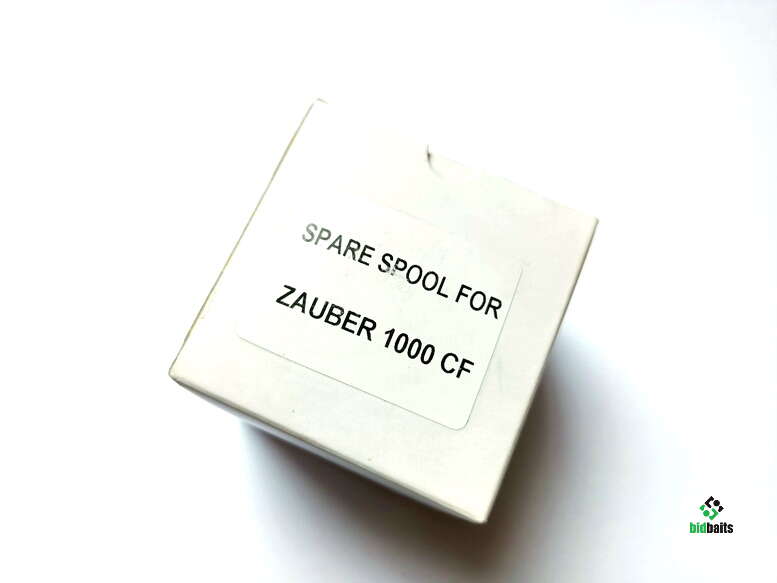 SPARE SPOOL FOR
ZAUBER 1000 CF
bidbaits